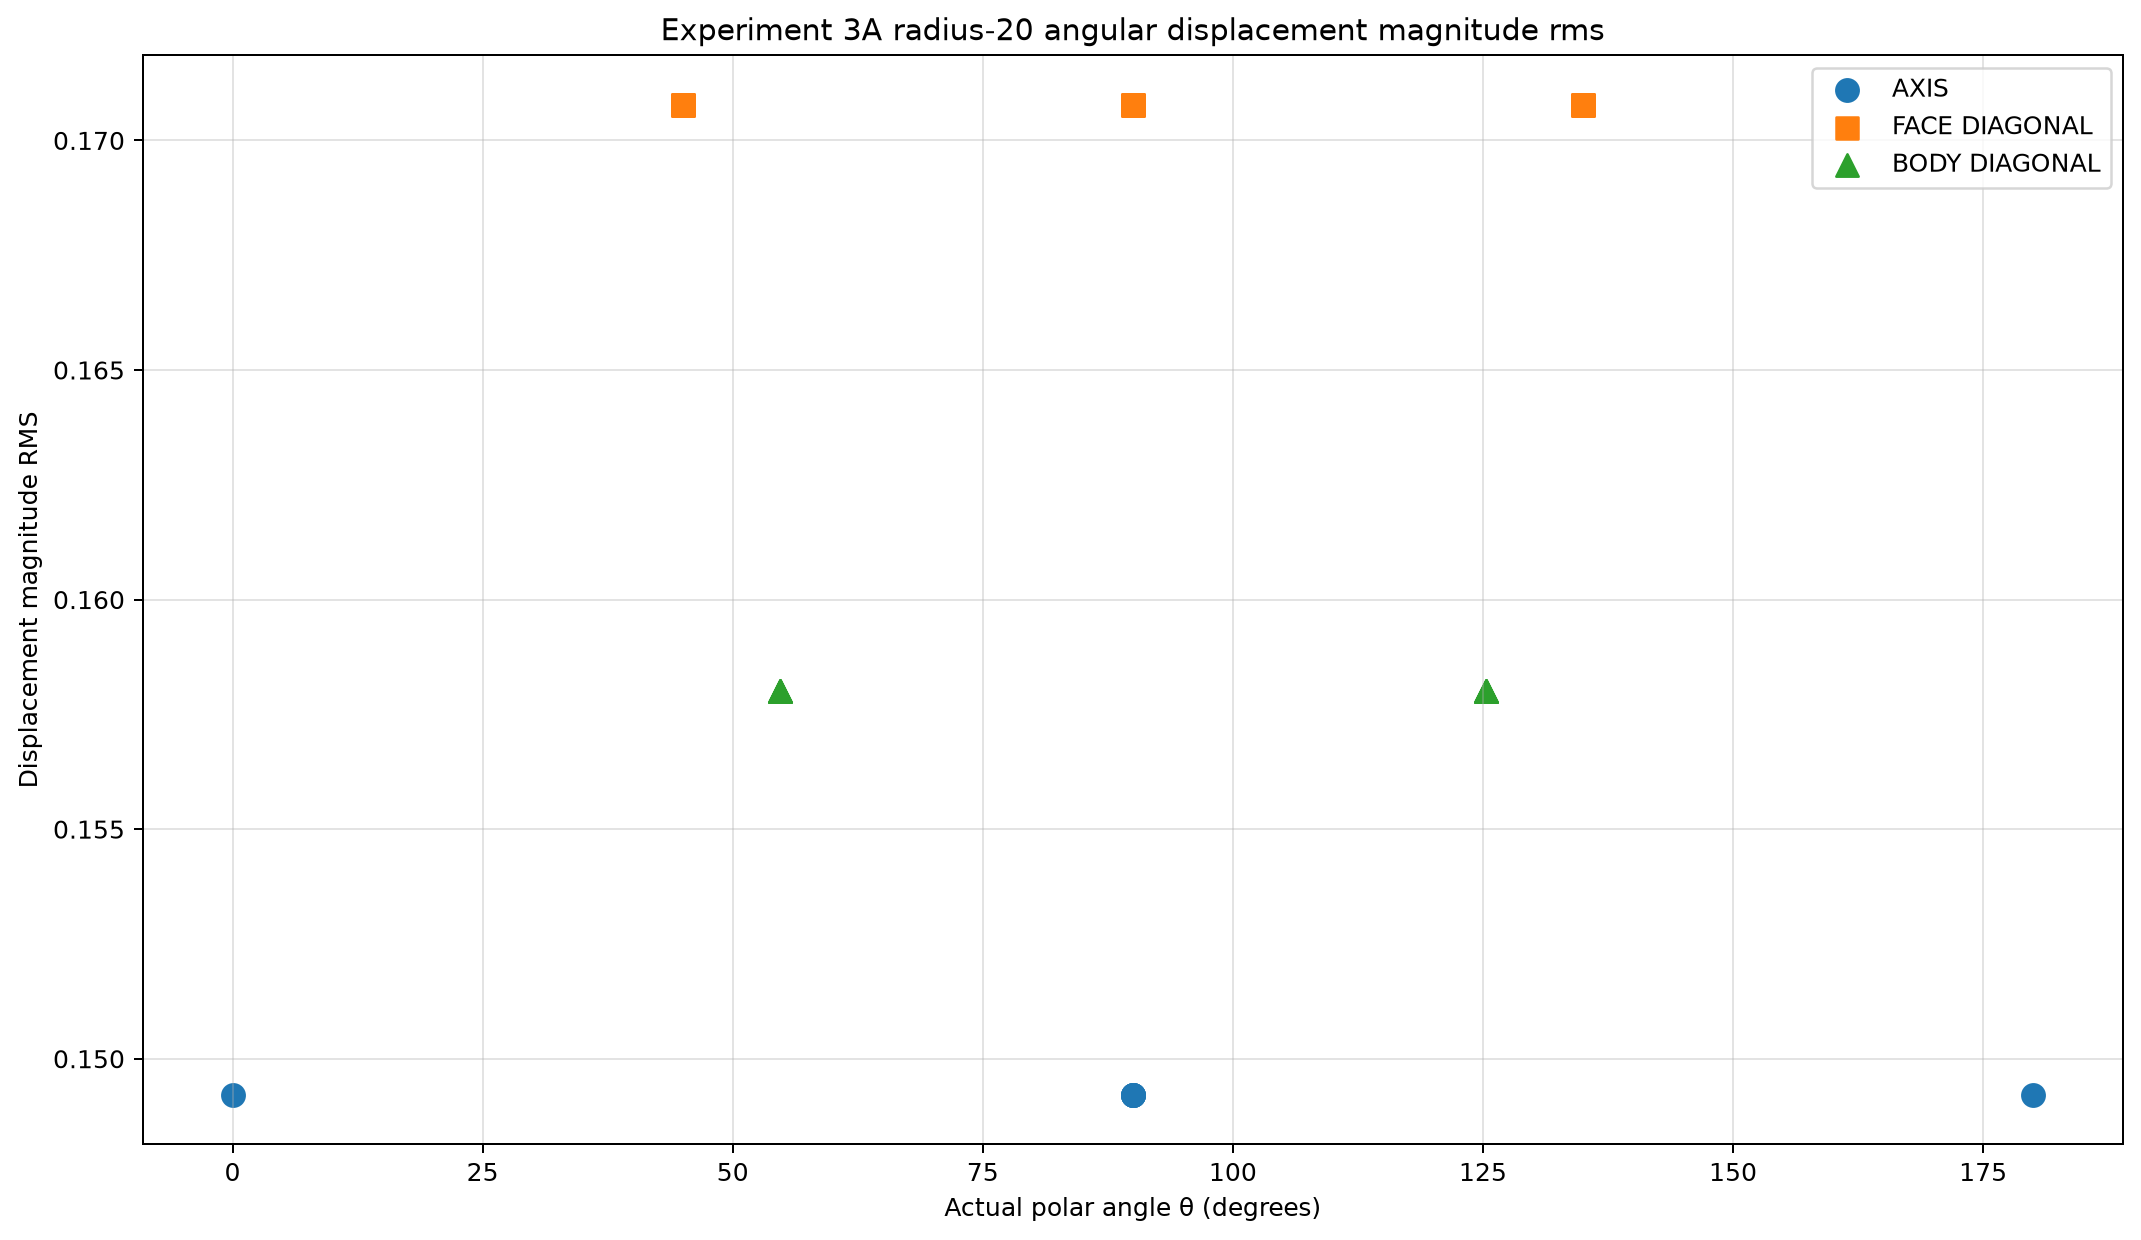 Experiment 3A radius-20 angular displacement magnitude rms
AXIS
FACE DIAGONAL
BODY DIAGONAL
Displacement magnitude RMS
0.170
0.165
0.160
0.155
0.150
0 25 50 75 100 125 150 175
Actual polar angle θ (degrees)